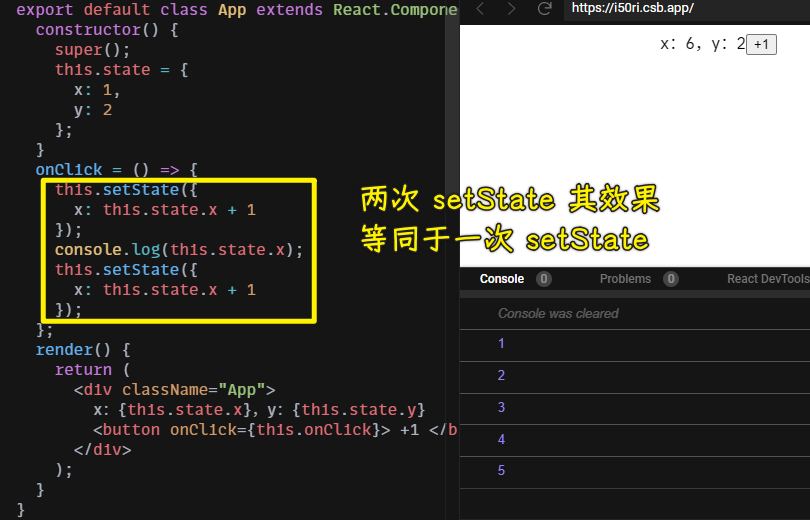 export default class App extends React.Compone
constructor() {
super();
this.state = {
x: 1,
y: 2
};
}
onClick = () => {
this.setState({
x: this.state.x + 1
});
console.log(this.state.x);
this.setState({
x: this.state.x + 1
});
};
render() {
return (
<div className="App">
x: {this.state.x}, y: {this.state.y}
<button onClick={this.onClick}> +1 </b
</div>
);
}
}
两次 setState 其效果
等同于一次 setState
https://i50ri.csb.app/
x: 6, y: 2 +1
Console 0 Problems 0 React DevTools
Console was cleared
1
2
3
4
5